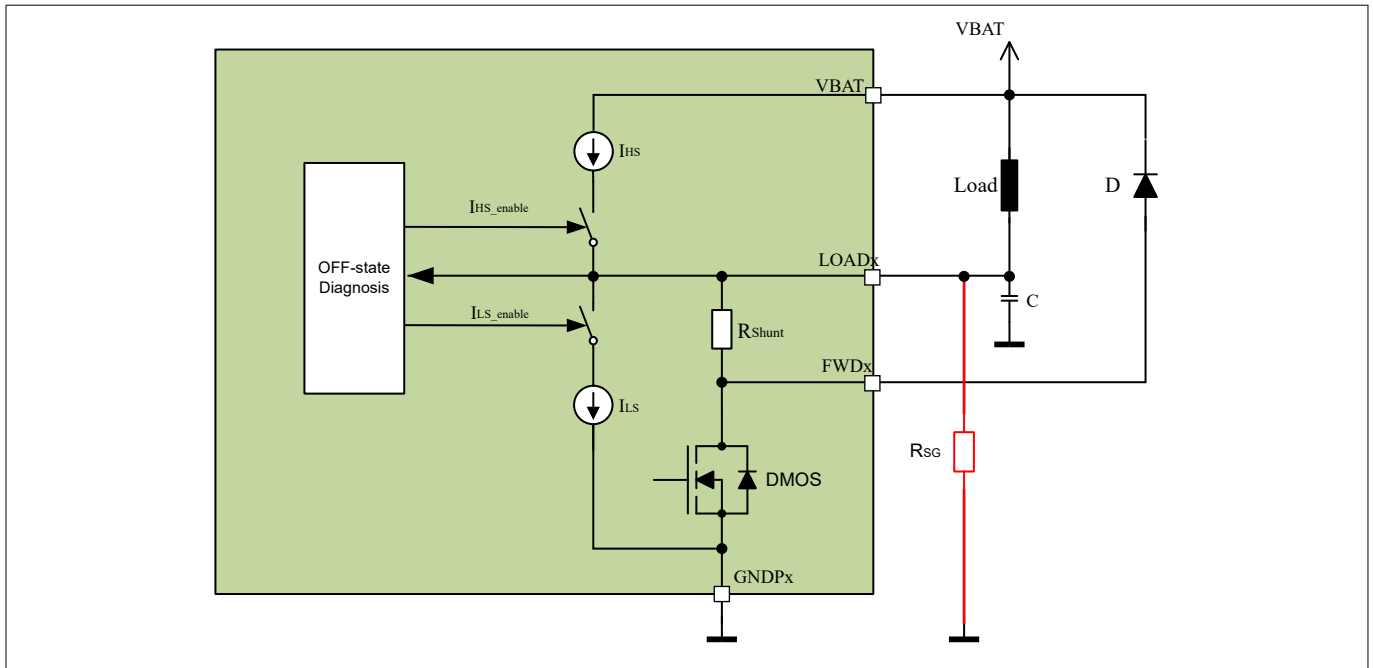 VBAT
VBAT
IHS
Load
D
IHS_enable
LOADx
OFF-state
Diagnosis
C
ILS_enable
RShunt
FWDx
ILS
RSG
DMOS
GNDPx